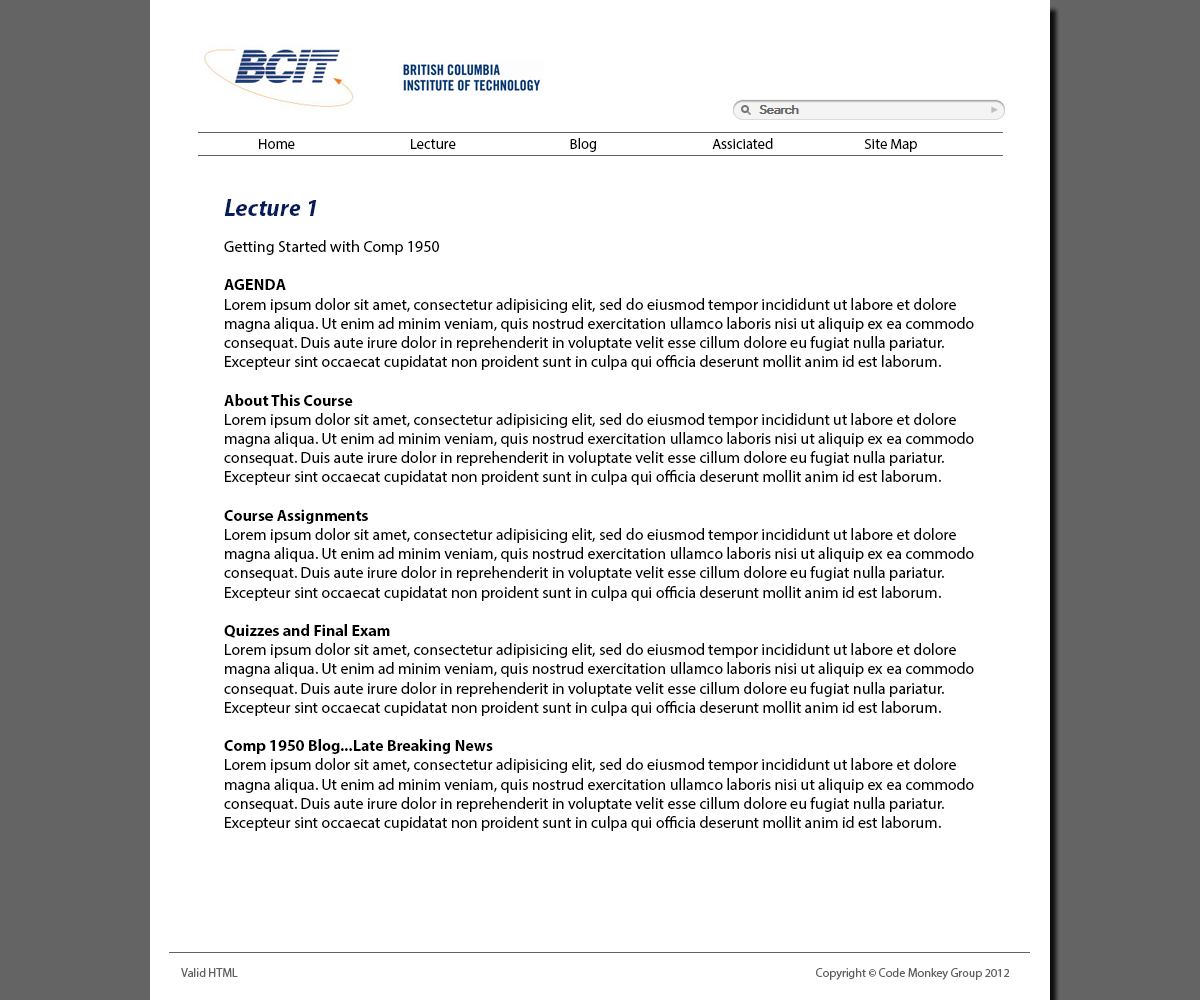 BCIT
BRITISH COLUMBIA
INSTITUTE OF TECHNOLOGY
Search
Home Lecture Blog Assiciated Site Map
Lecture 1
Getting Started with Comp 1950
AGENDA
Lorem ipsum dolor sit amet, consectetur adipisicing elit, sed do eiusmod tempor incididunt ut labore et dolore
magna aliqua. Ut enim ad minim veniam, quis nostrud exercitation ullamco laboris nisi ut aliquip ex ea commodo
consequat. Duis aute irure dolor in reprehenderit in voluptate velit esse cillum dolore eu fugiat nulla pariatur.
Excepteur sint occaecat cupidatat non proident sunt in culpa qui officia deserunt mollit anim id est laborum.
About This Course
Lorem ipsum dolor sit amet, consectetur adipisicing elit, sed do eiusmod tempor incididunt ut labore et dolore
magna aliqua. Ut enim ad minim veniam, quis nostrud exercitation ullamco laboris nisi ut aliquip ex ea commodo
consequat. Duis aute irure dolor in reprehenderit in voluptate velit esse cillum dolore eu fugiat nulla pariatur.
Excepteur sint occaecat cupidatat non proident sunt in culpa qui officia deserunt mollit anim id est laborum.
Course Assignments
Lorem ipsum dolor sit amet, consectetur adipisicing elit, sed do eiusmod tempor incididunt ut labore et dolore
magna aliqua. Ut enim ad minim veniam, quis nostrud exercitation ullamco laboris nisi ut aliquip ex ea commodo
consequat. Duis aute irure dolor in reprehenderit in voluptate velit esse cillum dolore eu fugiat nulla pariatur.
Excepteur sint occaecat cupidatat non proident sunt in culpa qui officia deserunt mollit anim id est laborum.
Quizzes and Final Exam
Lorem ipsum dolor sit amet, consectetur adipisicing elit, sed do eiusmod tempor incididunt ut labore et dolore
magna aliqua. Ut enim ad minim veniam, quis nostrud exercitation ullamco laboris nisi ut aliquip ex ea commodo
consequat. Duis aute irure dolor in reprehenderit in voluptate velit esse cillum dolore eu fugiat nulla pariatur.
Excepteur sint occaecat cupidatat non proident sunt in culpa qui officia deserunt mollit anim id est laborum.
Comp 1950 Blog...Late Breaking News
Lorem ipsum dolor sit amet, consectetur adipisicing elit, sed do eiusmod tempor incididunt ut labore et dolore
magna aliqua. Ut enim ad minim veniam, quis nostrud exercitation ullamco laboris nisi ut aliquip ex ea commodo
consequat. Duis aute irure dolor in reprehenderit in voluptate velit esse cillum dolore eu fugiat nulla pariatur.
Excepteur sint occaecat cupidatat non proident sunt in culpa qui officia deserunt mollit anim id est laborum.
Valid HTML Copyright © Code Monkey Group 2012